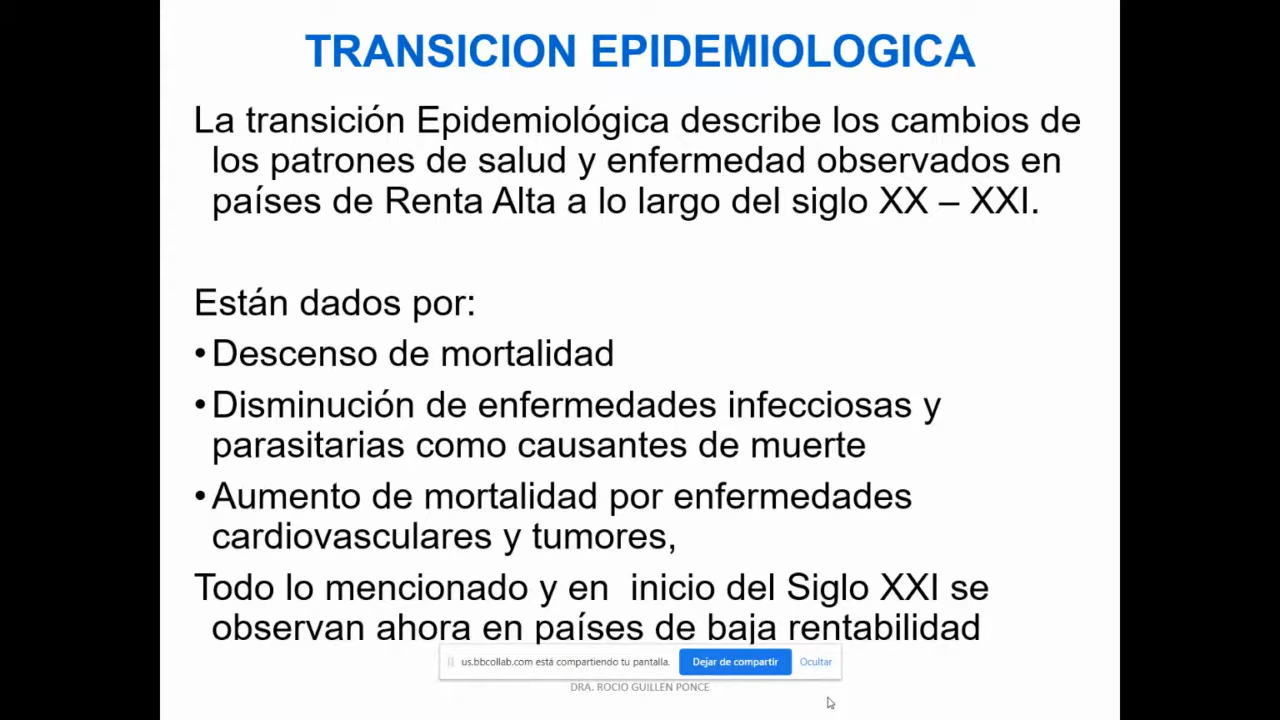 TRANSICION EPIDEMIOLOGICA
La transición Epidemiológica describe los cambios de
los patrones de salud y enfermedad observados en
países de Renta Alta a lo largo del siglo XX – XXI.
Están dados por:
•Descenso de mortalidad
•Disminución de enfermedades infecciosas y
parasitarias como causantes de muerte
•Aumento de mortalidad por enfermedades
cardiovasculares y tumores,
Todo lo mencionado y en  inicio del Siglo XXI se
observan ahora en países de baja rentabilidad
us.bbcollab.com está compartiendo tu pantalla. Dejar de compartir Ocultar
DRA. ROCIO GUILLEN PONCE